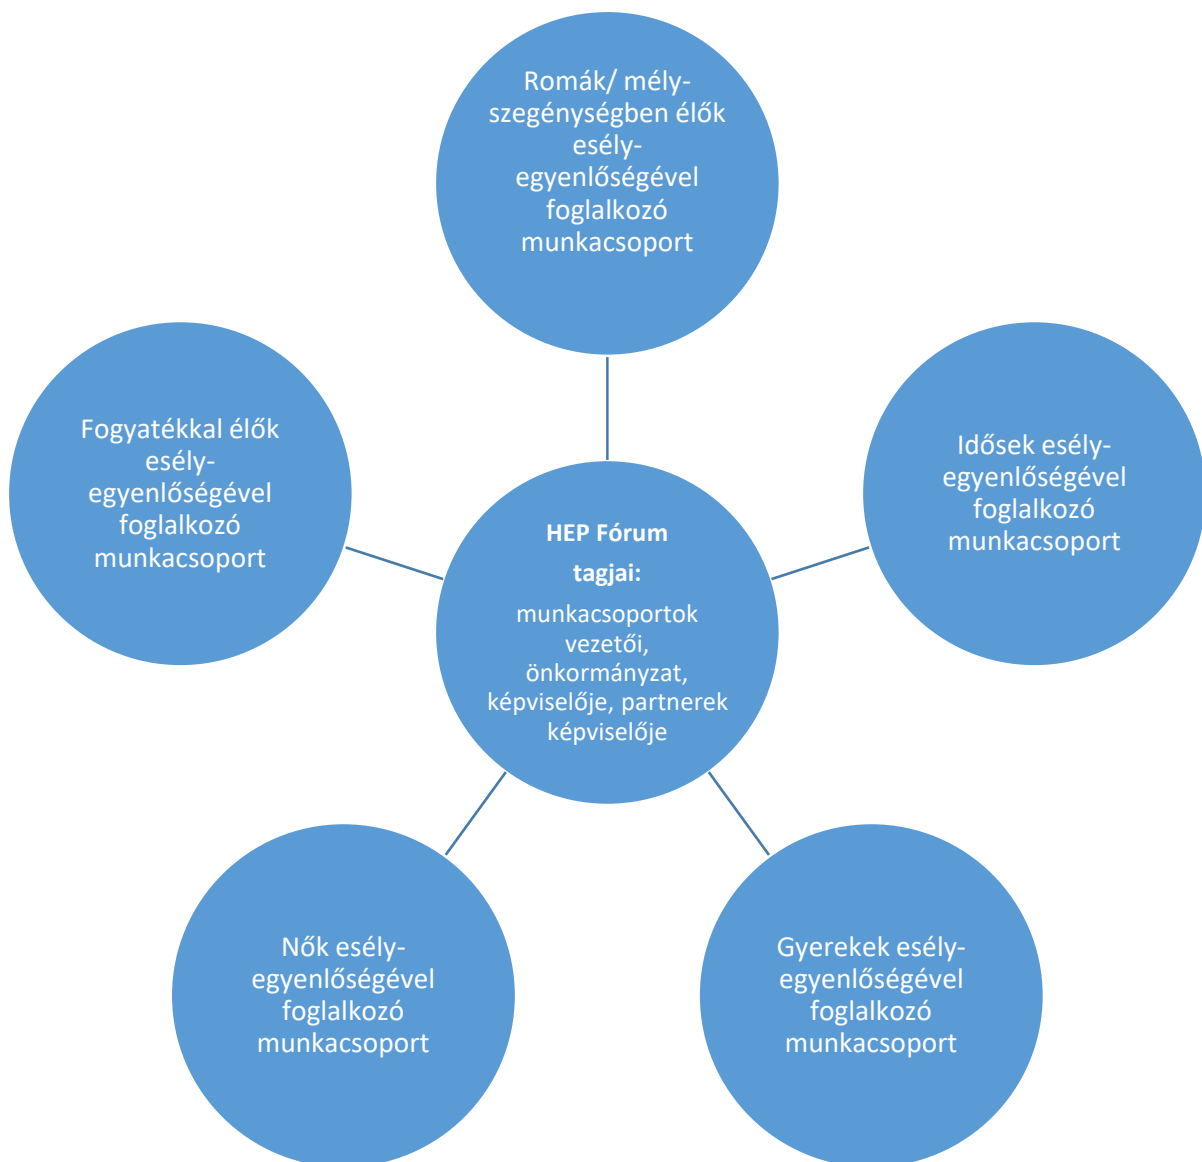 Romák/ mély-
szegénységben élők
esély-
egyenlőségével
foglalkozó
munkacsoport
Fogyatékkal élők
esély-
egyenlőségével
foglalkozó
munkacsoport
Idősek esély-
egyenlőségével
foglalkozó
munkacsoport
HEP Fórum
tagjai:
munkacsoportok
vezetői,
önkormányzat,
képviselője, partnerek
képviselője
Nők esély-
egyenlőségével
foglalkozó
munkacsoport
Gyerekek esély-
egyenlőségével
foglalkozó
munkacsoport